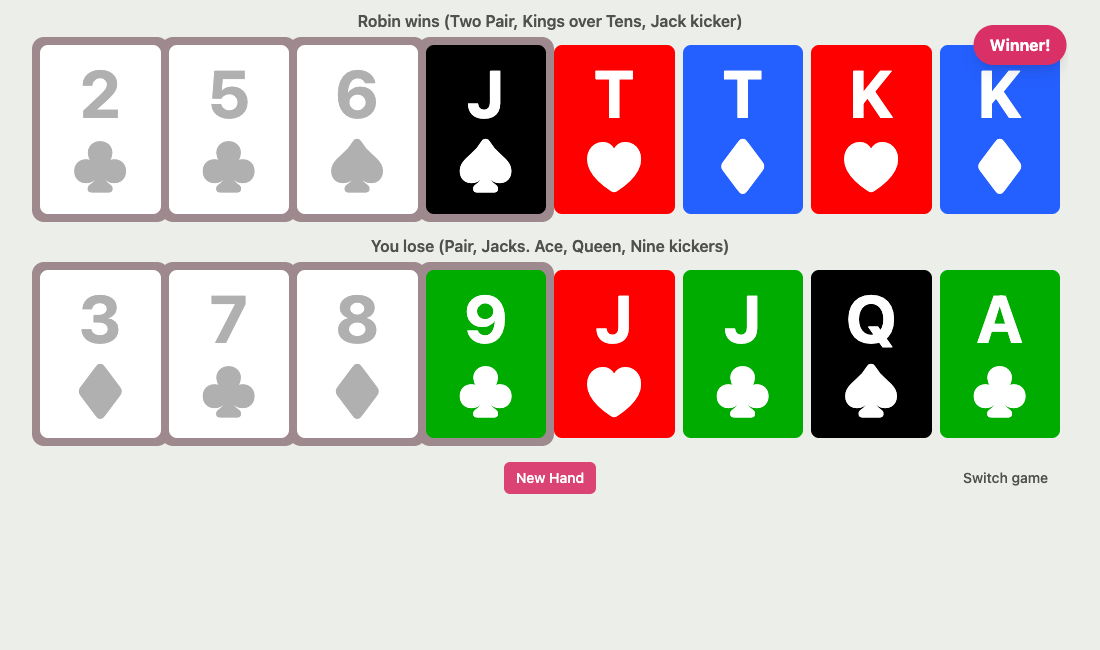 Robin wins (Two Pair, Kings over Tens, Jack kicker)
Winner!
2 5 6 J T T K K
You lose (Pair, Jacks. Ace, Queen, Nine kickers)
3 7 8 9 J J Q A
New Hand
Switch game